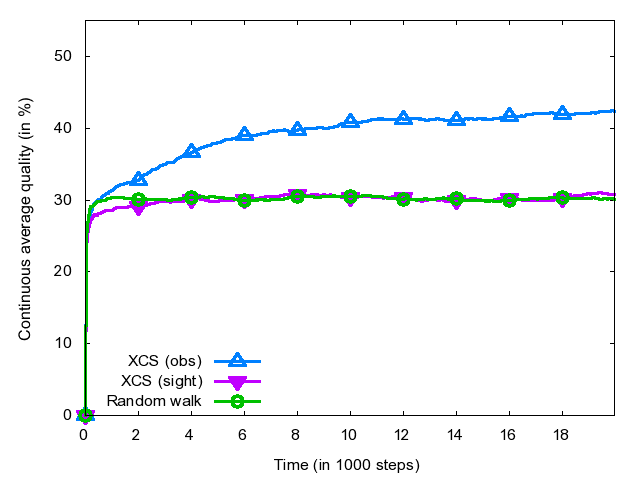 Continuous average quality (in %)
50
40
30
20
10
0
XCS (obs)
XCS (sight)
Random walk
0 2 4 6 8 10 12 14 16 18
Time (in 1000 steps)